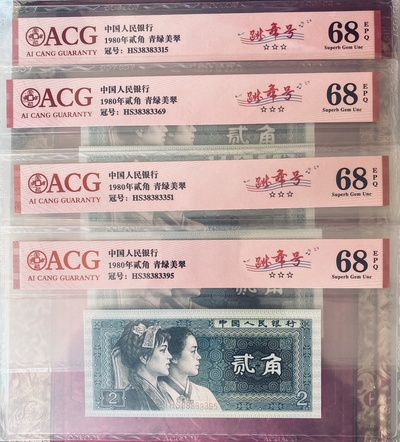 ACG
AI CANG GUARANTY
中国人民银行
1980年贰角 青绿美翠
冠号：HS38383315
跳舞号
☆☆☆
68 EPQ
Superb Gem Unc
ACG
AI CANG GUARANTY
中国人民银行
1980年贰角 青绿美翠
冠号：HS38383369
跳舞号
☆☆☆
68 EPQ
Superb Gem Unc
贰角
ACG
AI CANG GUARANTY
中国人民银行
1980年贰角 青绿美翠
冠号：HS38383351
跳舞号
☆☆☆
68 EPQ
Superb Gem Unc
贰角
ACG
AI CANG GUARANTY
中国人民银行
1980年贰角 青绿美翠
冠号：HS38383395
跳舞号
☆☆☆
68 EPQ
Superb Gem Unc
贰角
中国人民银行
贰角
HS38383395
2
2